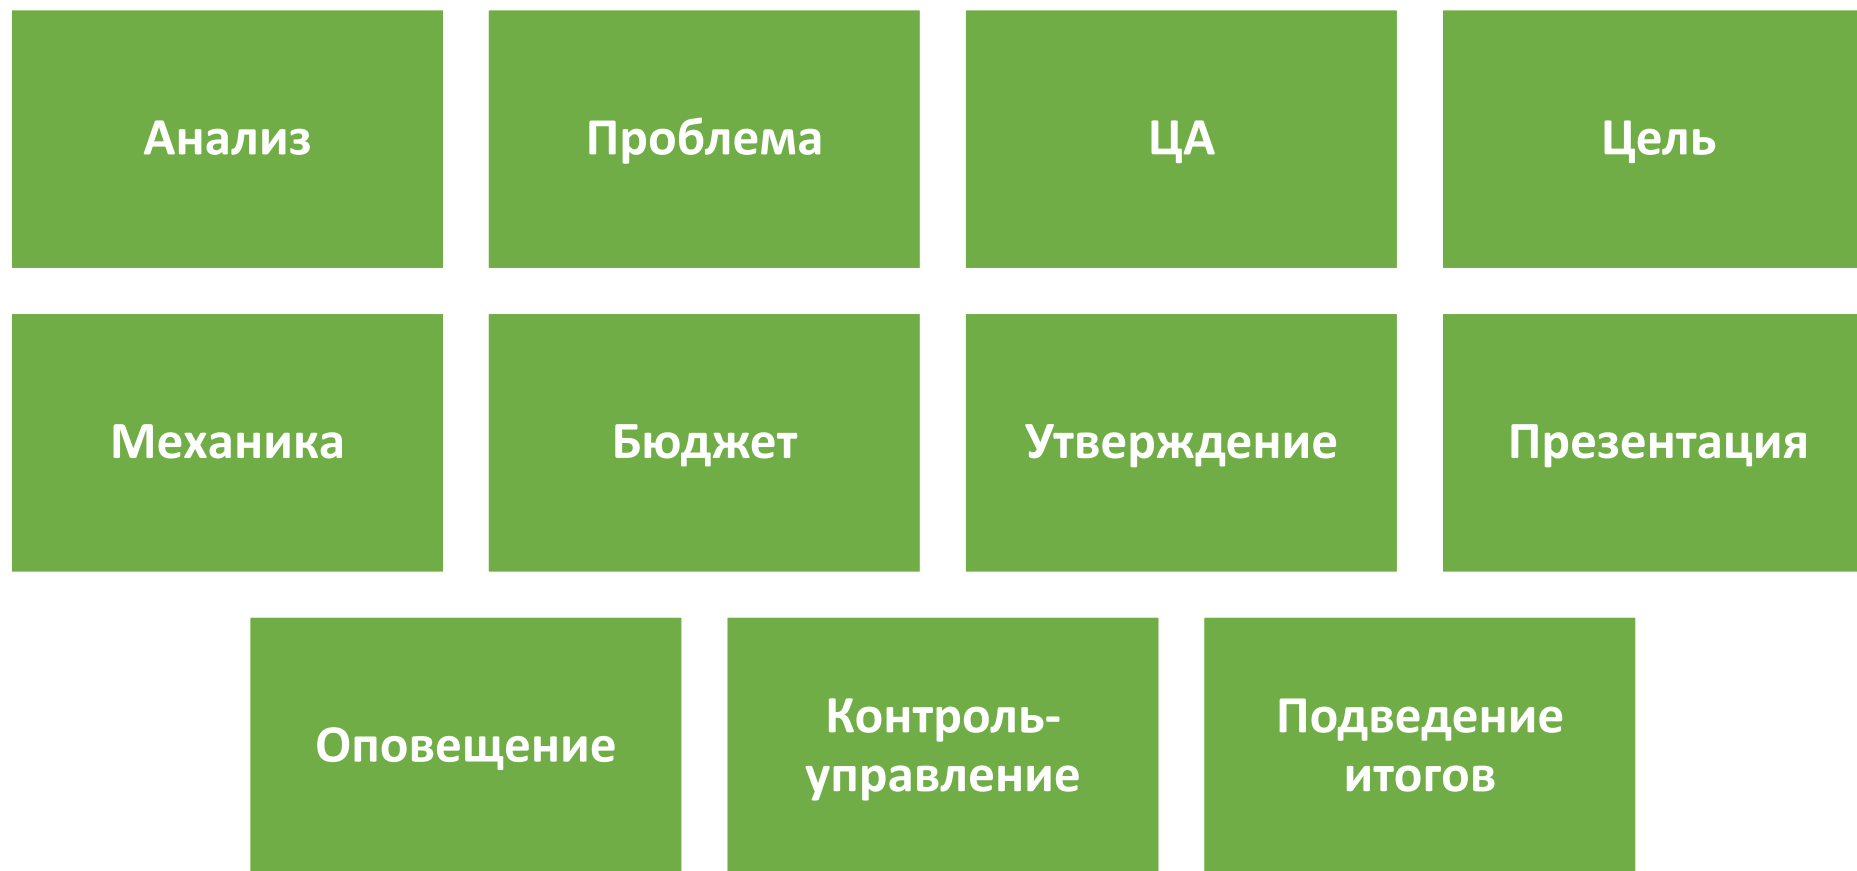 Анализ
Проблема
ЦА
Цель
Механика
Бюджет
Утверждение
Презентация
Оповещение
Контроль-
управление
Подведение
итогов